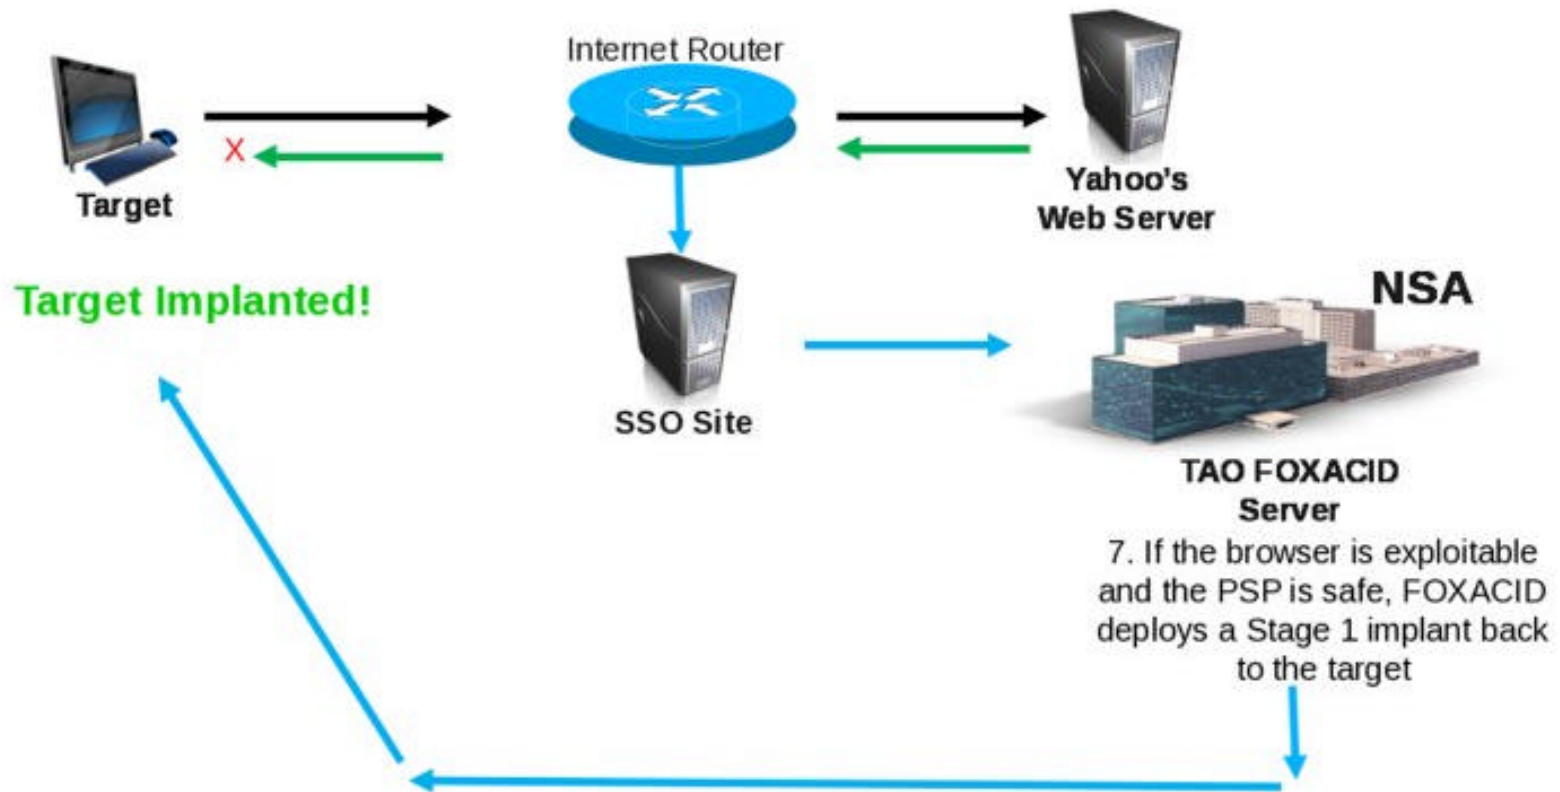 Internet Router
X
Target
Yahoo's
Web Server
Target Implanted!
NSA
SSO Site
TAO FOXACID
Server
7. If the browser is exploitable
and the PSP is safe, FOXACID
deploys a Stage 1 implant back
to the target